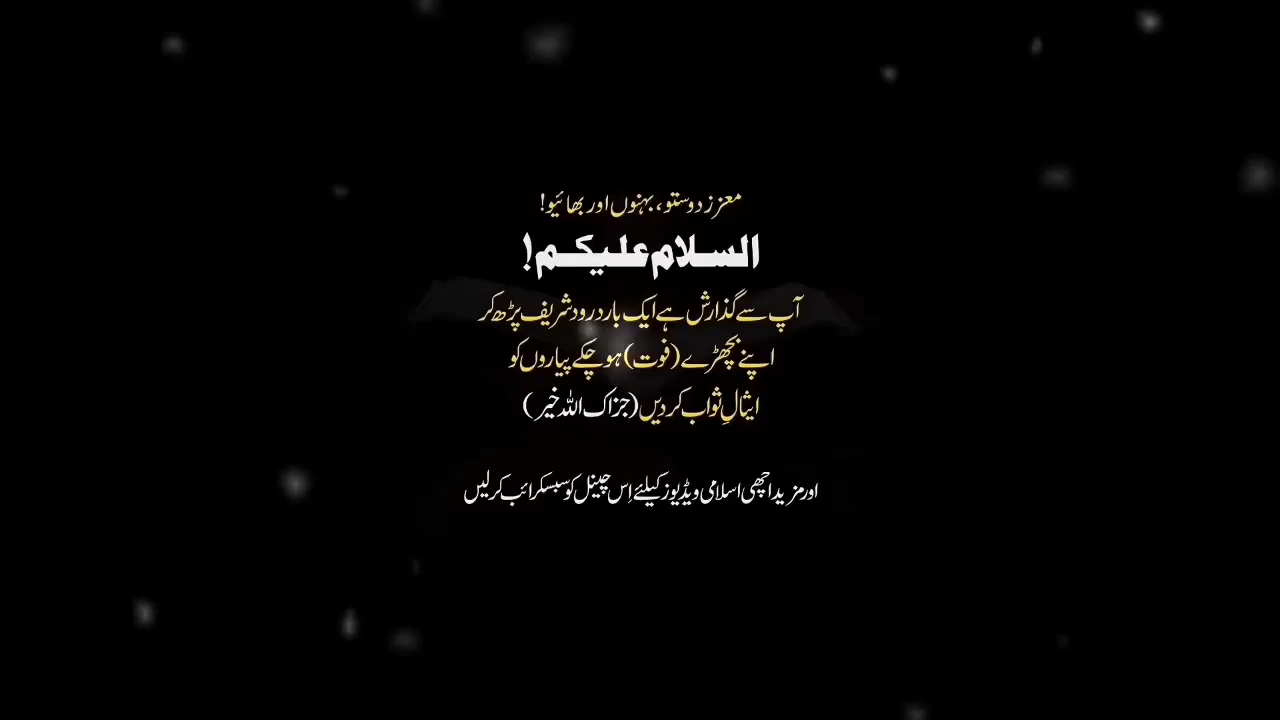 معزز دوستو، بہنوں اور بھائیو!
السلام علیکم!
آپ سے گذارش ہے ایک بار درود شریف پڑھ کر
اپنے بچھڑے (فوت) ہو چکے پیاروں کو
ایثالِ ثواب کر دیں (جزاک اللہ خیر)
اور مزید اچھی اسلامی ویڈیوز کیلئے اِس چینل کو سبسکرائب کر لیں